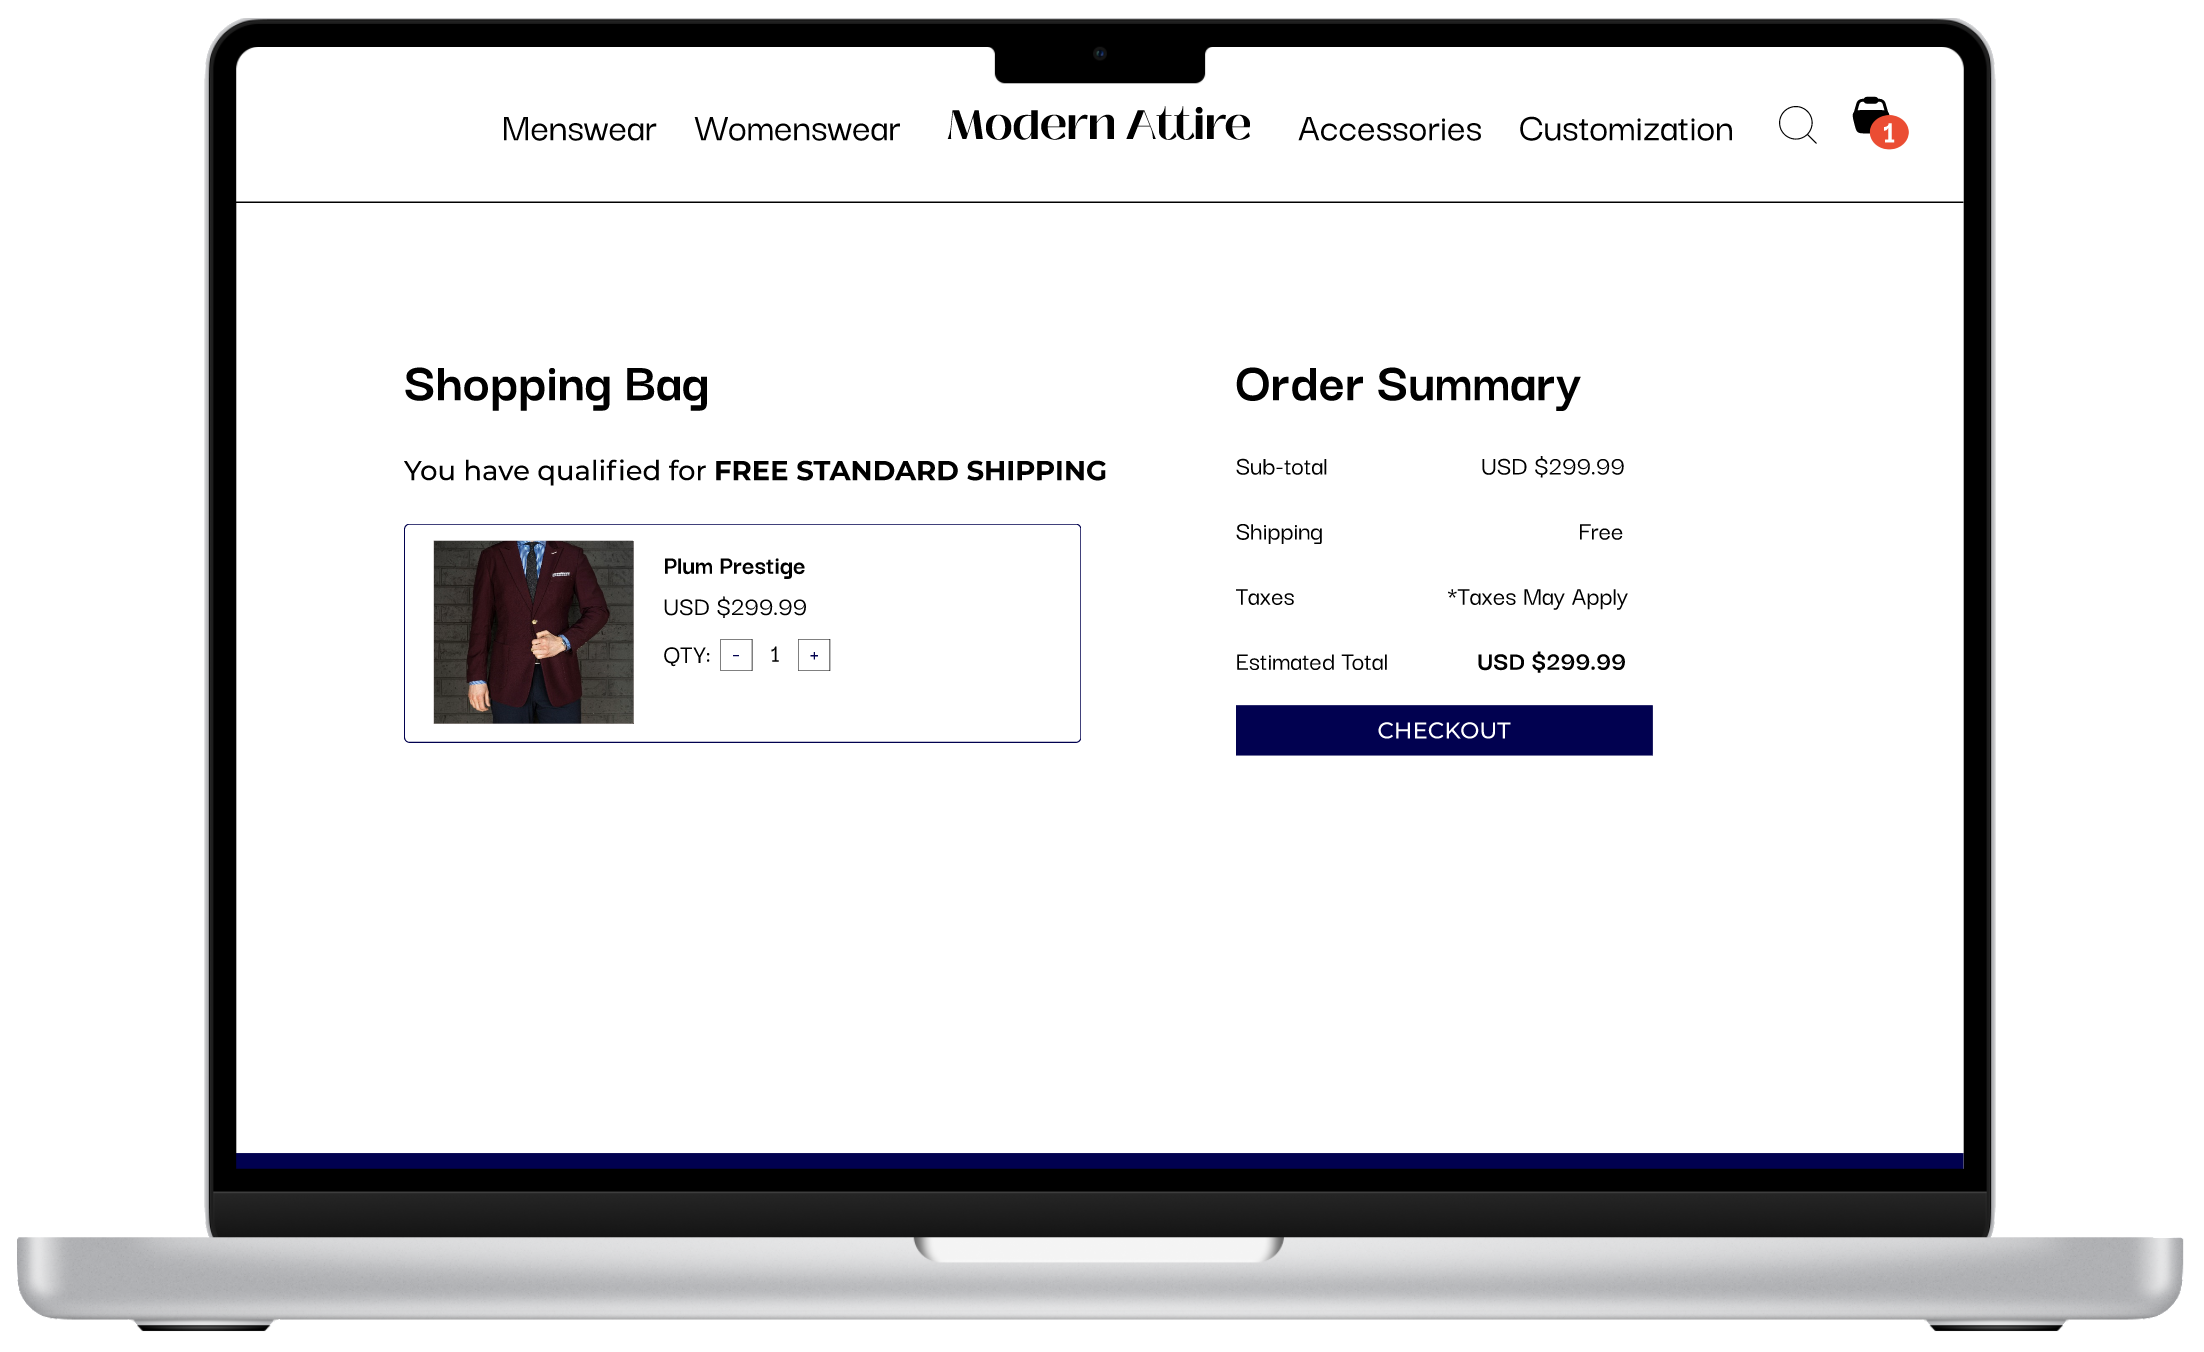 Menswear Womenswear Modern Attire Accessories Customization 1
Shopping Bag
You have qualified for FREE STANDARD SHIPPING
Plum Prestige
USD $299.99
QTY: - 1 +
Order Summary
Sub-total USD $299.99
Shipping Free
Taxes *Taxes May Apply
Estimated Total USD $299.99
CHECKOUT